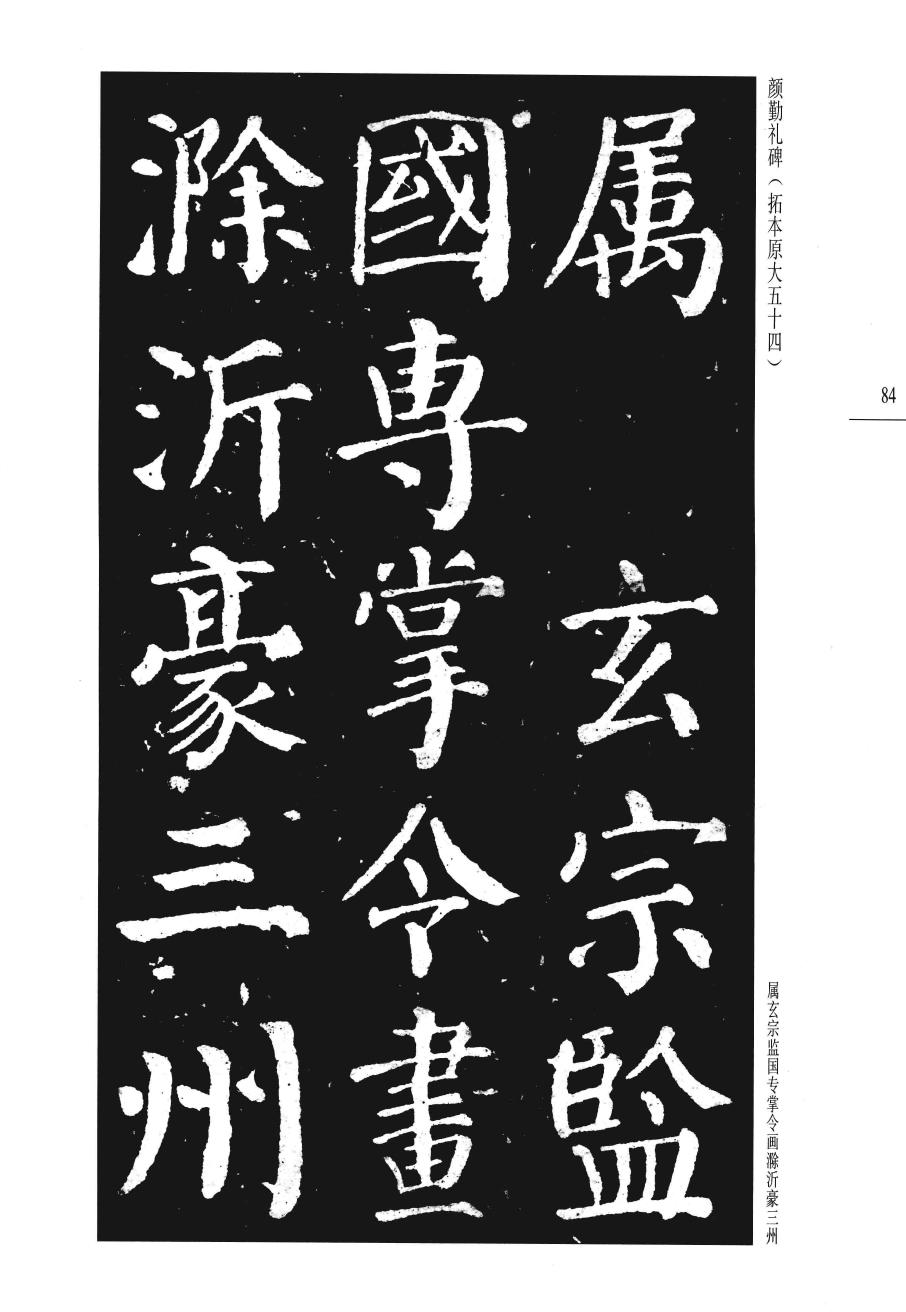 颜勤礼碑（拓本原大五十四）
84
属玄宗監
國專掌令畫
滁沂豪三州
属玄宗监国专掌令画滁沂豪三州